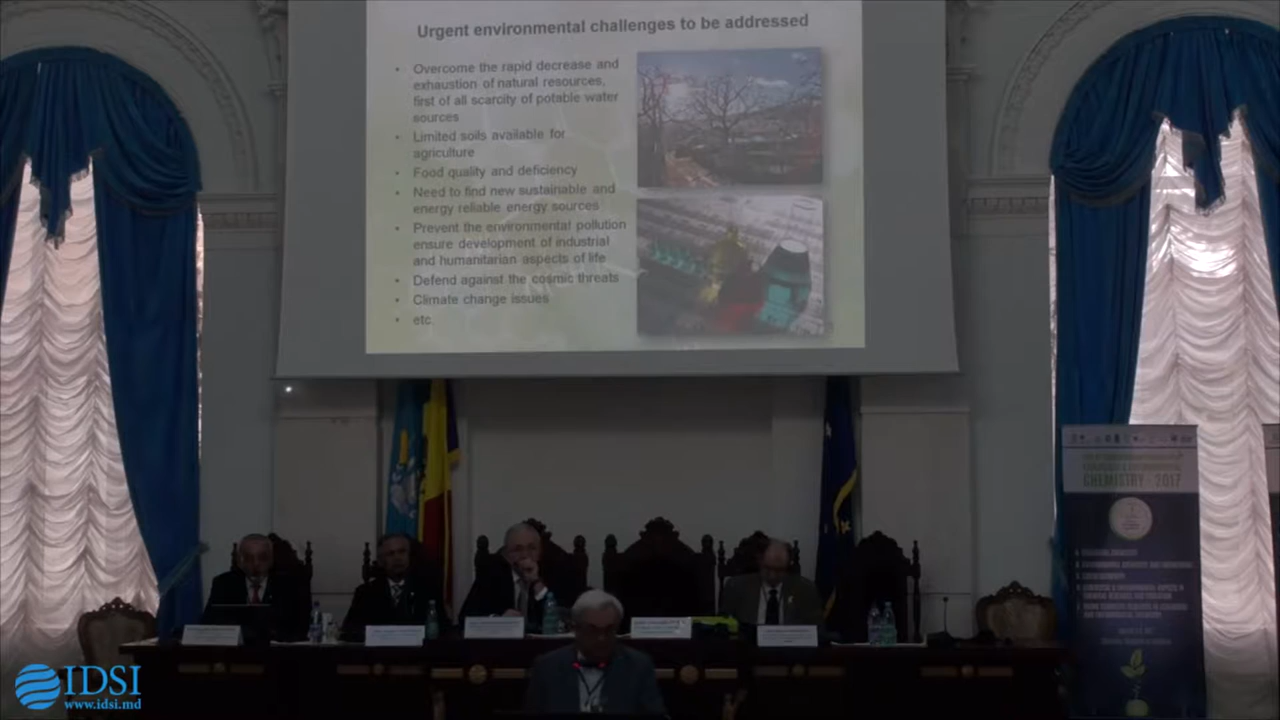 Urgent environmental challenges to be addressed
• Overcome the rapid decrease and
exhaustion of natural resources,
first of all scarcity of potable water
sources
• Limited soils available for
agriculture
• Food quality and deficiency
• Need to find new sustainable and
energy reliable energy sources
• Prevent the environmental pollution
ensure development of industrial
and humanitarian aspects of life
• Defend against the cosmic threats
• Climate change issues
• etc.
CHEMISTRY - 2017
IDSI
www.idsi.md